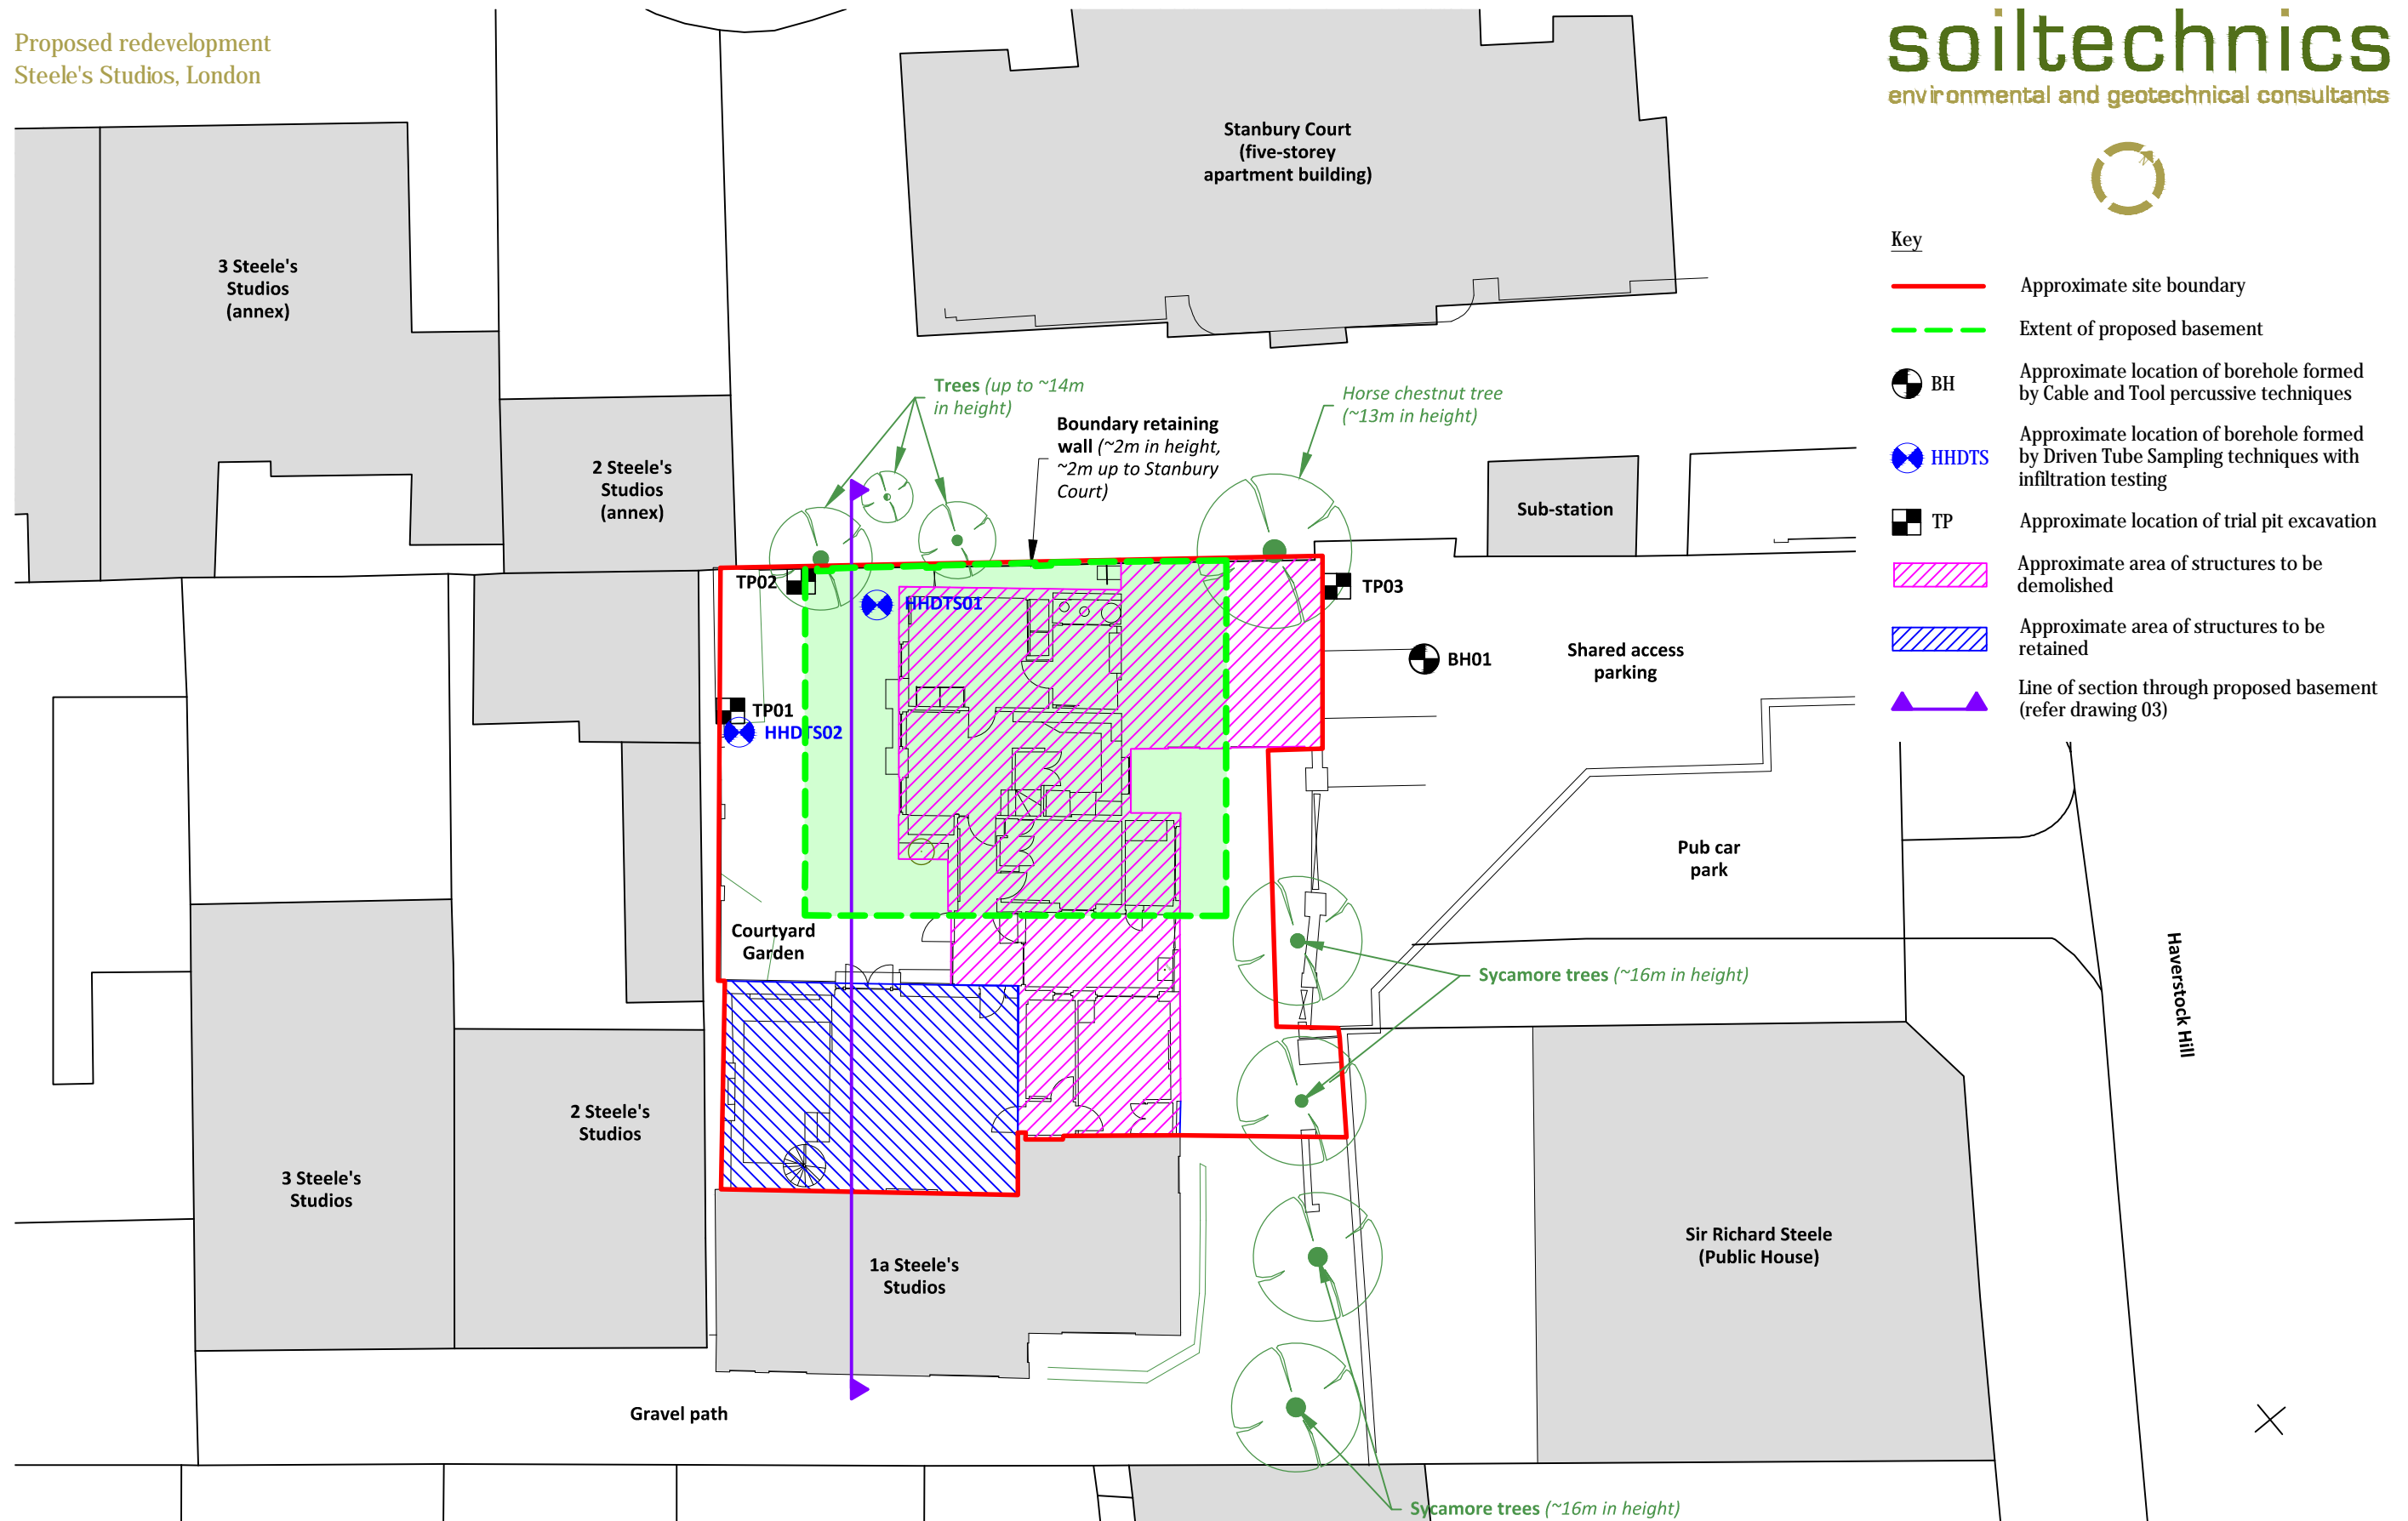 Proposed redevelopment
Steele's Studios, London
soiltechnics
environmental and geotechnical consultants
N
Key
Approximate site boundary
Extent of proposed basement
BH
Approximate location of borehole formed
by Cable and Tool percussive techniques
HHDTS
Approximate location of borehole formed
by Driven Tube Sampling techniques with
infiltration testing
TP
Approximate location of trial pit excavation
Approximate area of structures to be
demolished
Approximate area of structures to be
retained
Line of section through proposed basement
(refer drawing 03)
Stanbury Court
(five-storey
apartment building)
3 Steele's
Studios
(annex)
2 Steele's
Studios
(annex)
Trees (up to ~14m
in height)
Boundary retaining
wall (~2m in height,
~2m up to Stanbury
Court)
Horse chestnut tree
(~13m in height)
Sub-station
TP02
HHDTS01
TP03
TP01
HHDTS02
BH01
Shared access
parking
Pub car
park
Courtyard
Garden
Sycamore trees (~16m in height)
Haverstock Hill
2 Steele's
Studios
3 Steele's
Studios
1a Steele's
Studios
Sir Richard Steele
(Public House)
Gravel path
Sycamore trees (~16m in height)